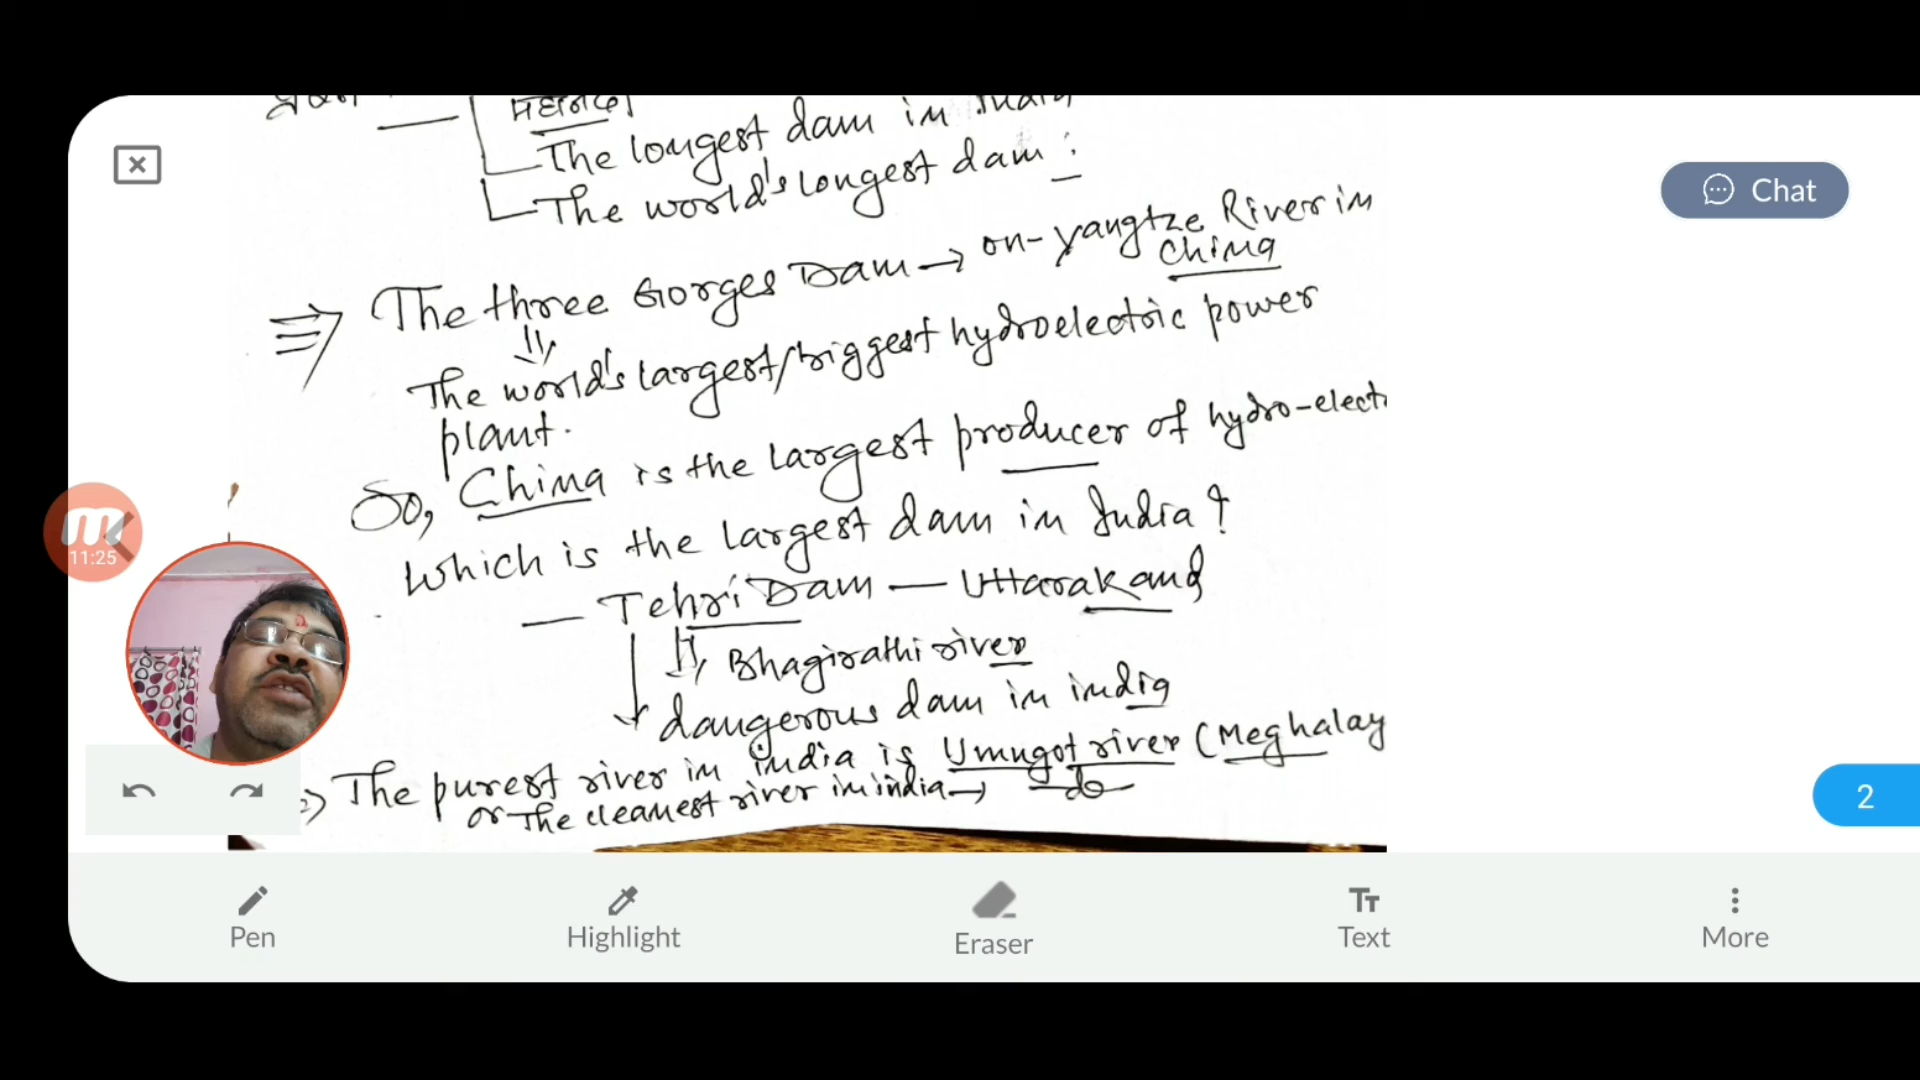 The longest dam in India
The world's longest dam :
The three Gorges Dam → on-yangtze River in
China
The world's largest/biggest hydroelectric power
plant.
So, China is the largest producer of hydro-elect
Which is the largest dam in India ?
— Tehri Dam — Uttarakand
Bhagirathi river
dangerous dam in india
The purest river in india is Umngot river (Meghalay
or The cleanest river in india → do
Chat
11:25
2
Pen
Highlight
Eraser
Text
More